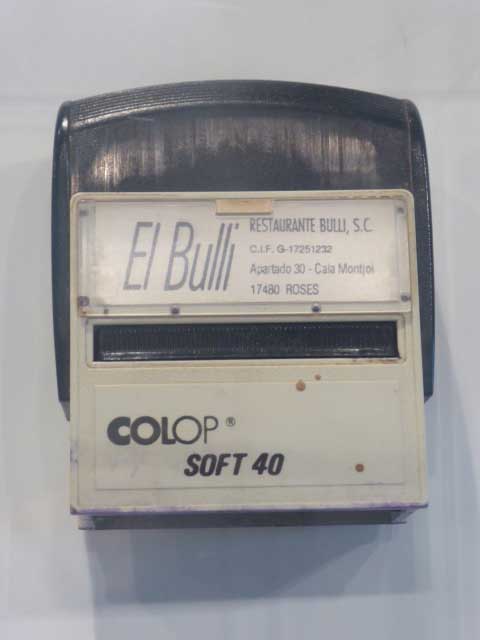 El Bulli
RESTAURANTE BULLI, S.C.
C.I.F. G-17251232
Apartado 30 - Cala Montjoi
17480 ROSES
COLOP ®
SOFT 40